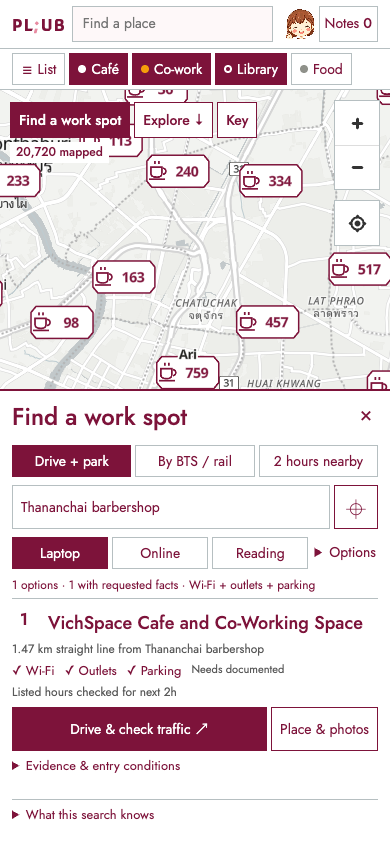 PL;UB
Find a place
Notes 0
≡ List
Café
Co-work
Library
Food
Find a work spot
Explore ↓
Key
20,720 mapped
113
240
334
233
163
517
98
457
CHATUCHAK
จตุจักร
LAT PHRAO
ลาดพร้าว
Ari
759
31
HUAI KHWANG
Find a work spot
×
Drive + park
By BTS / rail
2 hours nearby
Thananchai barbershop
Laptop
Online
Reading
▶ Options
1 options · 1 with requested facts · Wi-Fi + outlets + parking
1 VichSpace Cafe and Co-Working Space
1.47 km straight line from Thananchai barbershop
✓ Wi-Fi ✓ Outlets ✓ Parking Needs documented
Listed hours checked for next 2h
Drive & check traffic ↗
Place & photos
▶ Evidence & entry conditions
▶ What this search knows